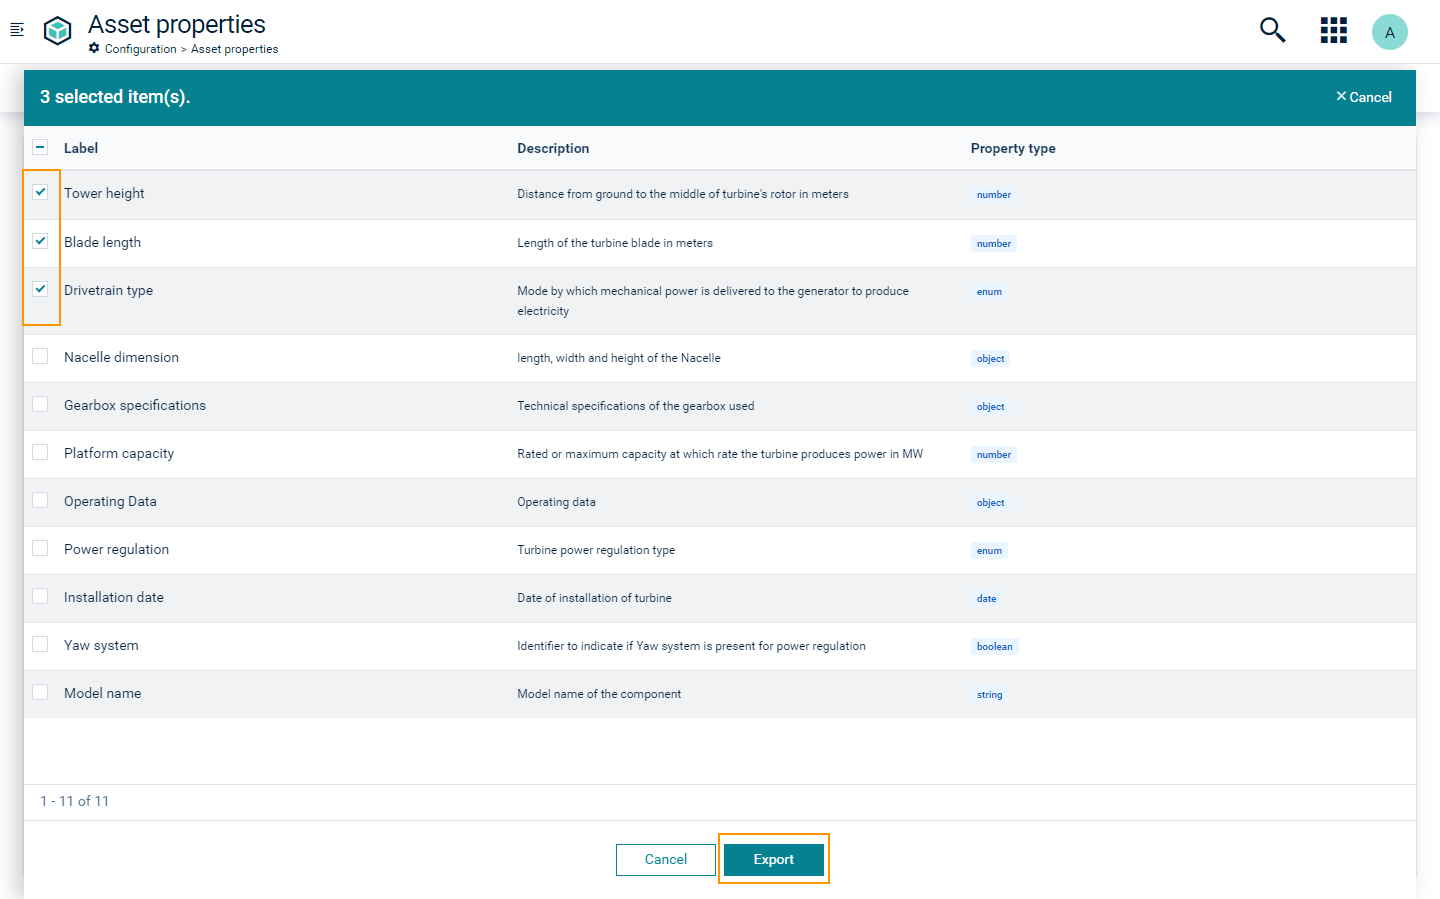 Asset properties
Configuration > Asset properties
A
3 selected item(s).
Cancel
Label Description Property type
Tower height Distance from ground to the middle of turbine's rotor in meters number
Blade length Length of the turbine blade in meters number
Drivetrain type Mode by which mechanical power is delivered to the generator to produce enum
electricity
Nacelle dimension length, width and height of the Nacelle object
Gearbox specifications Technical specifications of the gearbox used object
Platform capacity Rated or maximum capacity at which rate the turbine produces power in MW number
Operating Data Operating data object
Power regulation Turbine power regulation type enum
Installation date Date of installation of turbine date
Yaw system Identifier to indicate if Yaw system is present for power regulation boolean
Model name Model name of the component string
1 - 11 of 11
Cancel Export